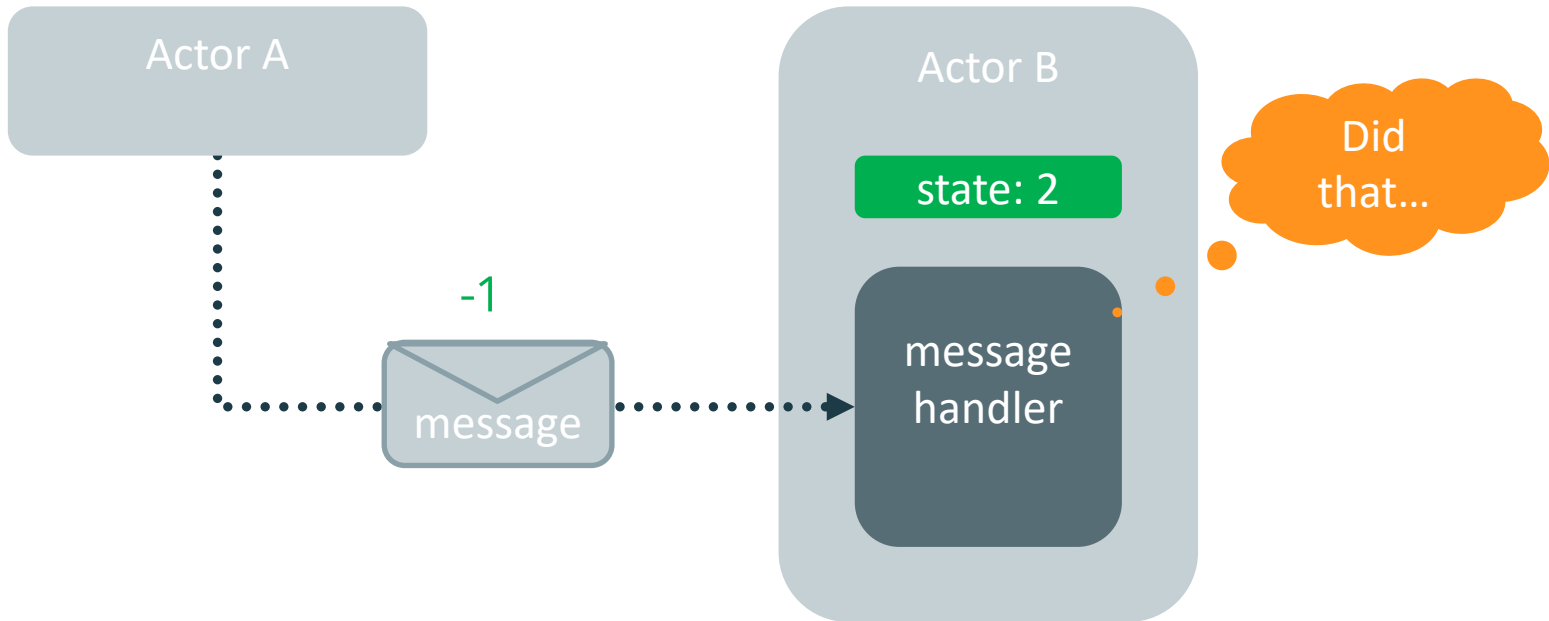 Actor A
Actor B
Did
that...
state: 2
-1
message
handler
message